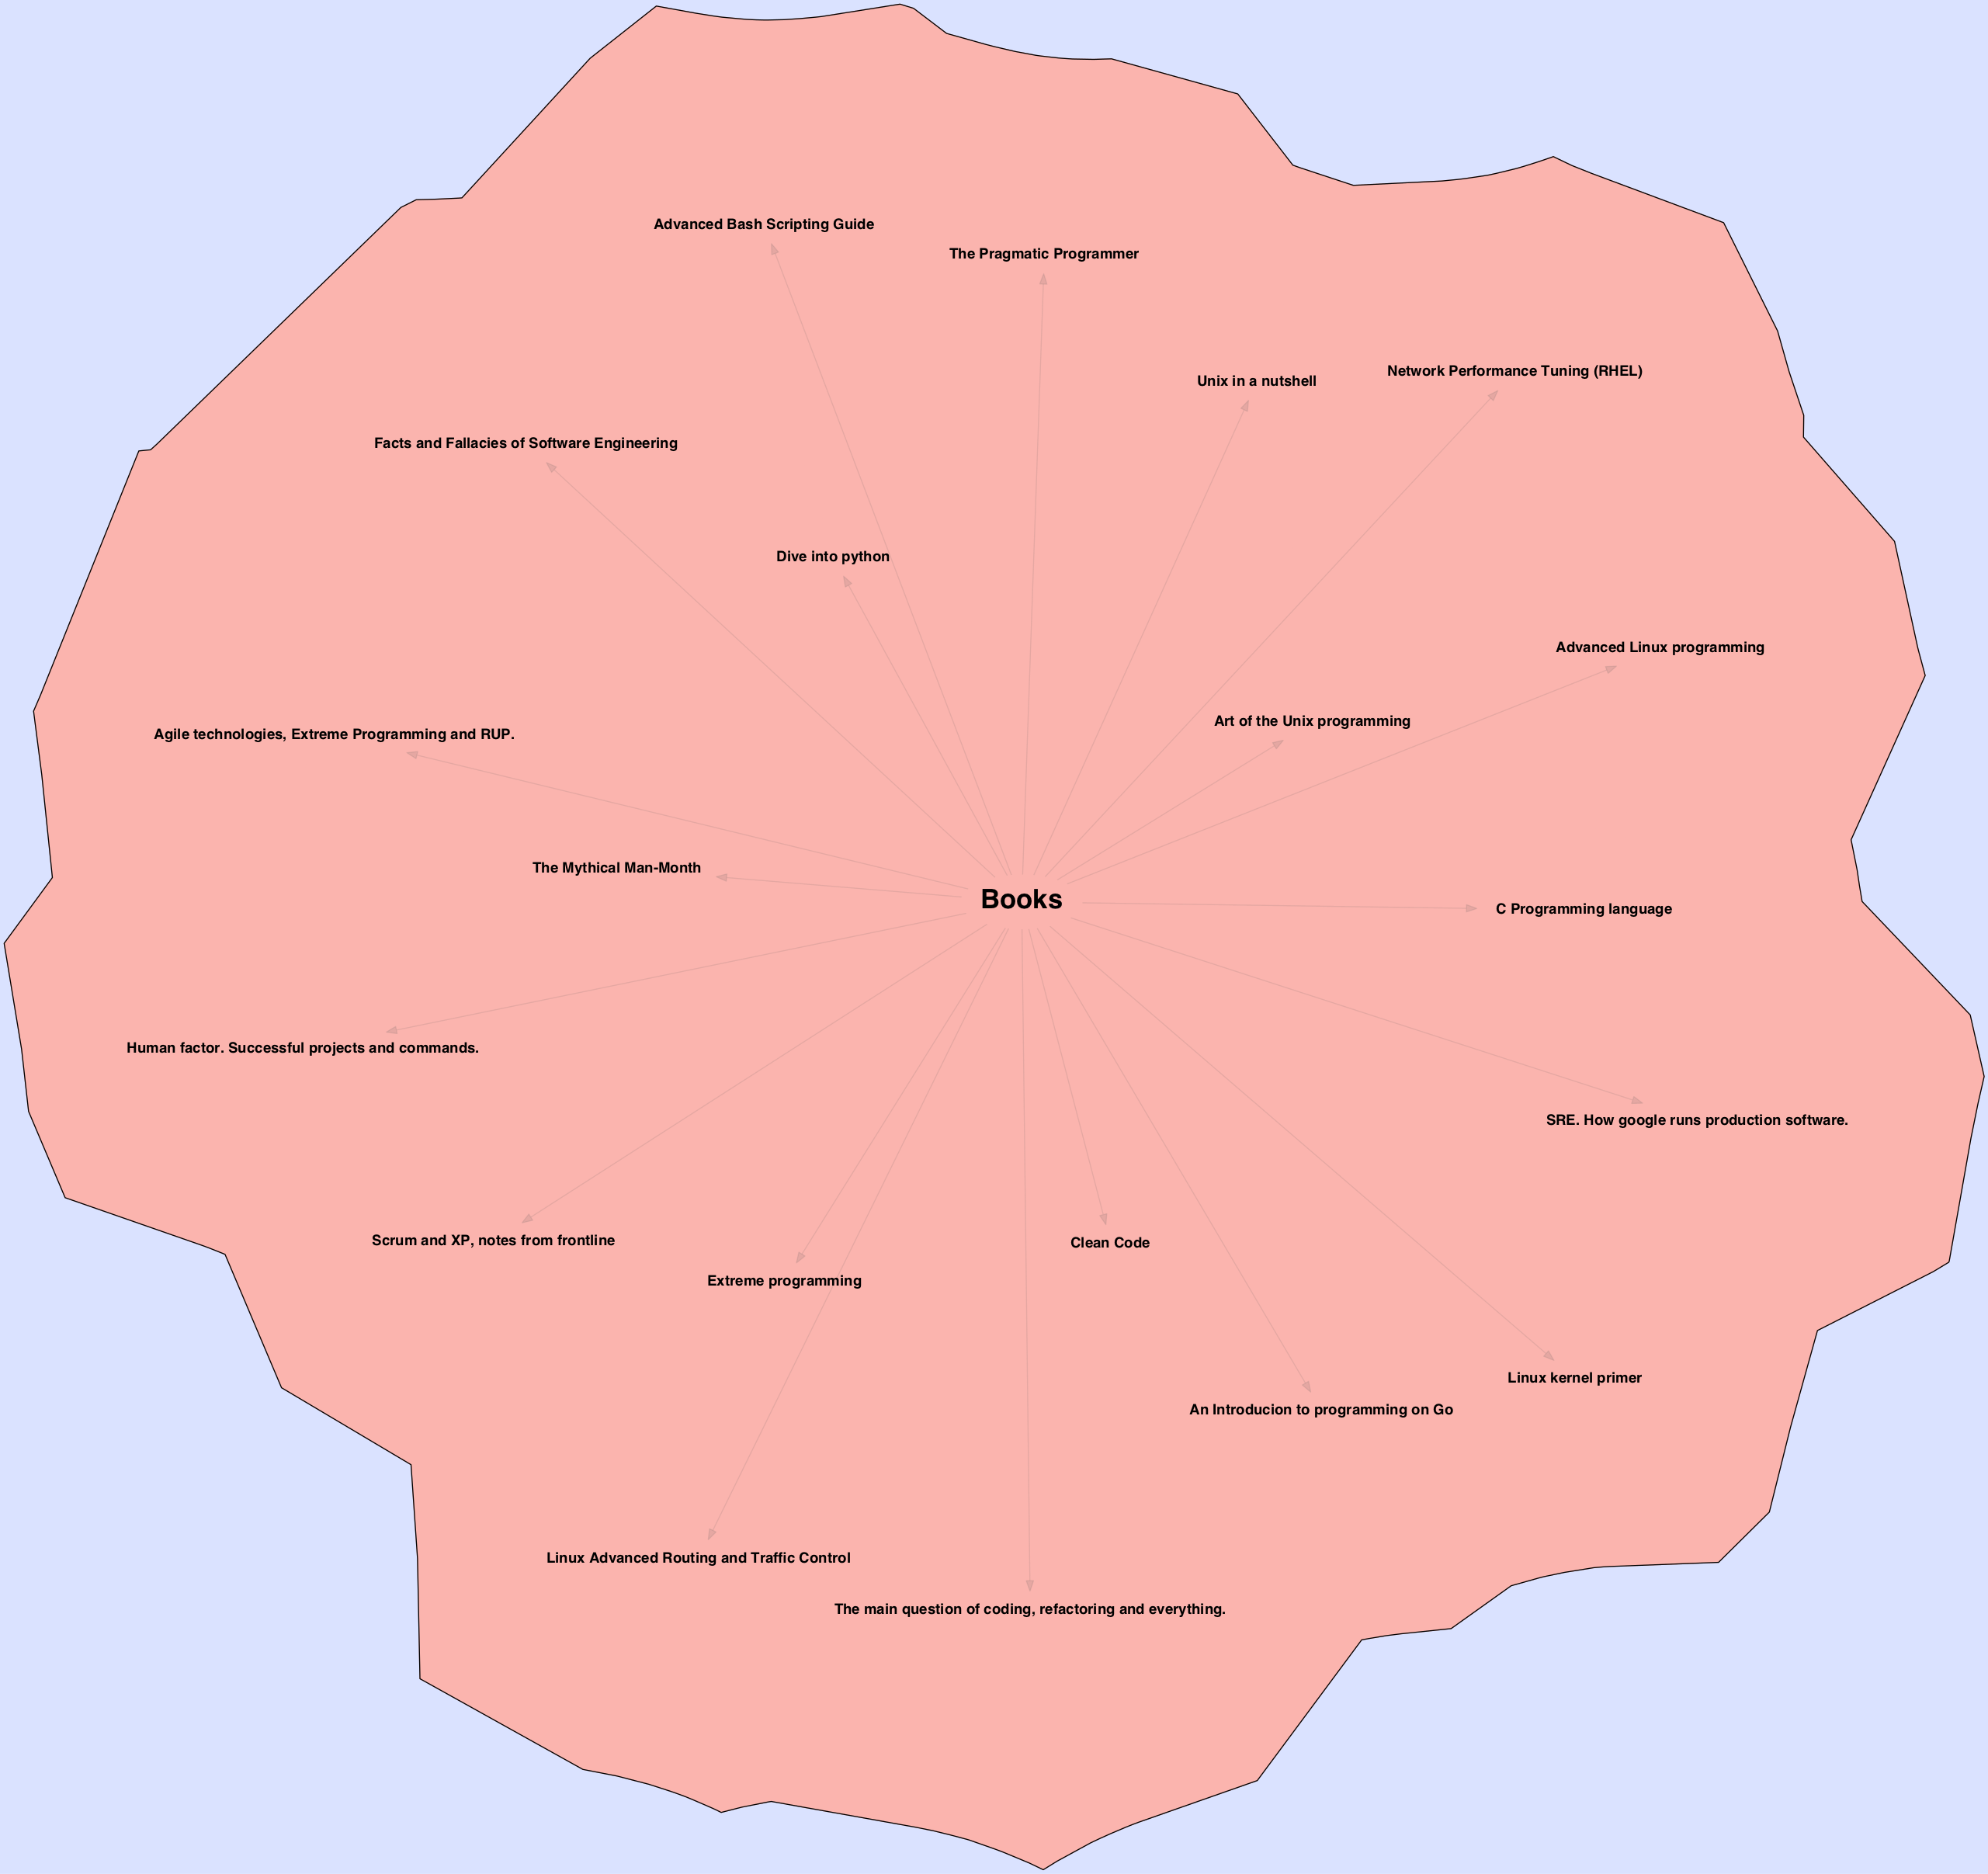 Advanced Bash Scripting Guide
The Pragmatic Programmer
Network Performance Tuning (RHEL)
Unix in a nutshell
Facts and Fallacies of Software Engineering
Dive into python
Advanced Linux programming
Art of the Unix programming
Agile technologies, Extreme Programming and RUP.
The Mythical Man-Month
Books
C Programming language
Human factor. Successful projects and commands.
SRE. How google runs production software.
Scrum and XP, notes from frontline
Clean Code
Extreme programming
Linux kernel primer
An Introducion to programming on Go
Linux Advanced Routing and Traffic Control
The main question of coding, refactoring and everything.